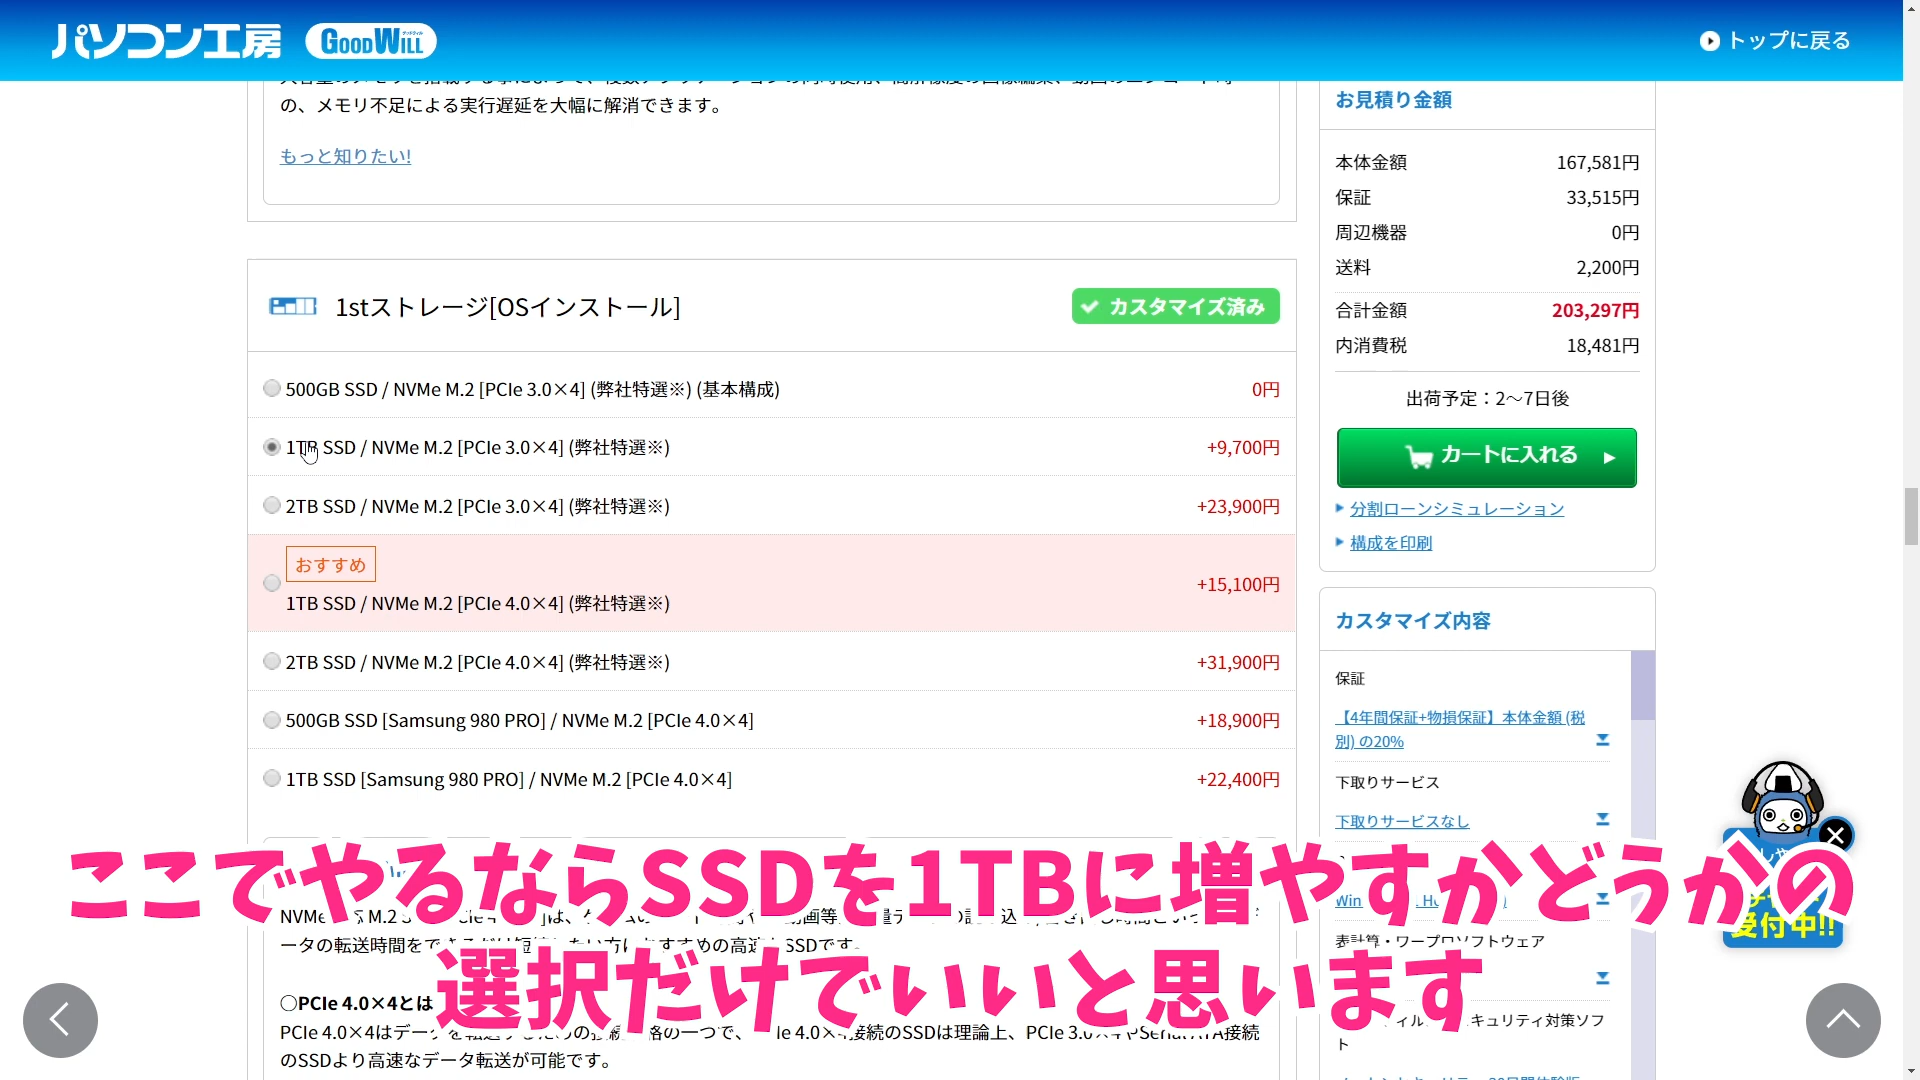 パソコン工房 GOODWILL
トップに戻る
の、メモリ不足による実行遅延を大幅に解消できます。
もっと知りたい!
1stストレージ[OSインストール]
カスタマイズ済み
500GB SSD / NVMe M.2 [PCIe 3.0×4] (弊社特選※) (基本構成) 0円
1TB SSD / NVMe M.2 [PCIe 3.0×4] (弊社特選※) +9,700円
2TB SSD / NVMe M.2 [PCIe 3.0×4] (弊社特選※) +23,900円
おすすめ
1TB SSD / NVMe M.2 [PCIe 4.0×4] (弊社特選※) +15,100円
2TB SSD / NVMe M.2 [PCIe 4.0×4] (弊社特選※) +31,900円
500GB SSD [Samsung 980 PRO] / NVMe M.2 [PCIe 4.0×4] +18,900円
1TB SSD [Samsung 980 PRO] / NVMe M.2 [PCIe 4.0×4] +22,400円
○PCIe 4.0×4とは
のSSDより高速なデータ転送が可能です。
お見積り金額
本体金額 167,581円
保証 33,515円
周辺機器 0円
送料 2,200円
合計金額 203,297円
内消費税 18,481円
出荷予定：2～7日後
カートに入れる
分割ローンシミュレーション
構成を印刷
カスタマイズ内容
保証
【4年間保証+物損保証】本体金額 (税
別) の20%
下取りサービス
下取りサービスなし
表計算・ワープロソフトウェア
キュリティ対策ソフ
ト
受付中!!
ここでやるならSSDを1TBに増やすかどうかの
選択だけでいいと思います